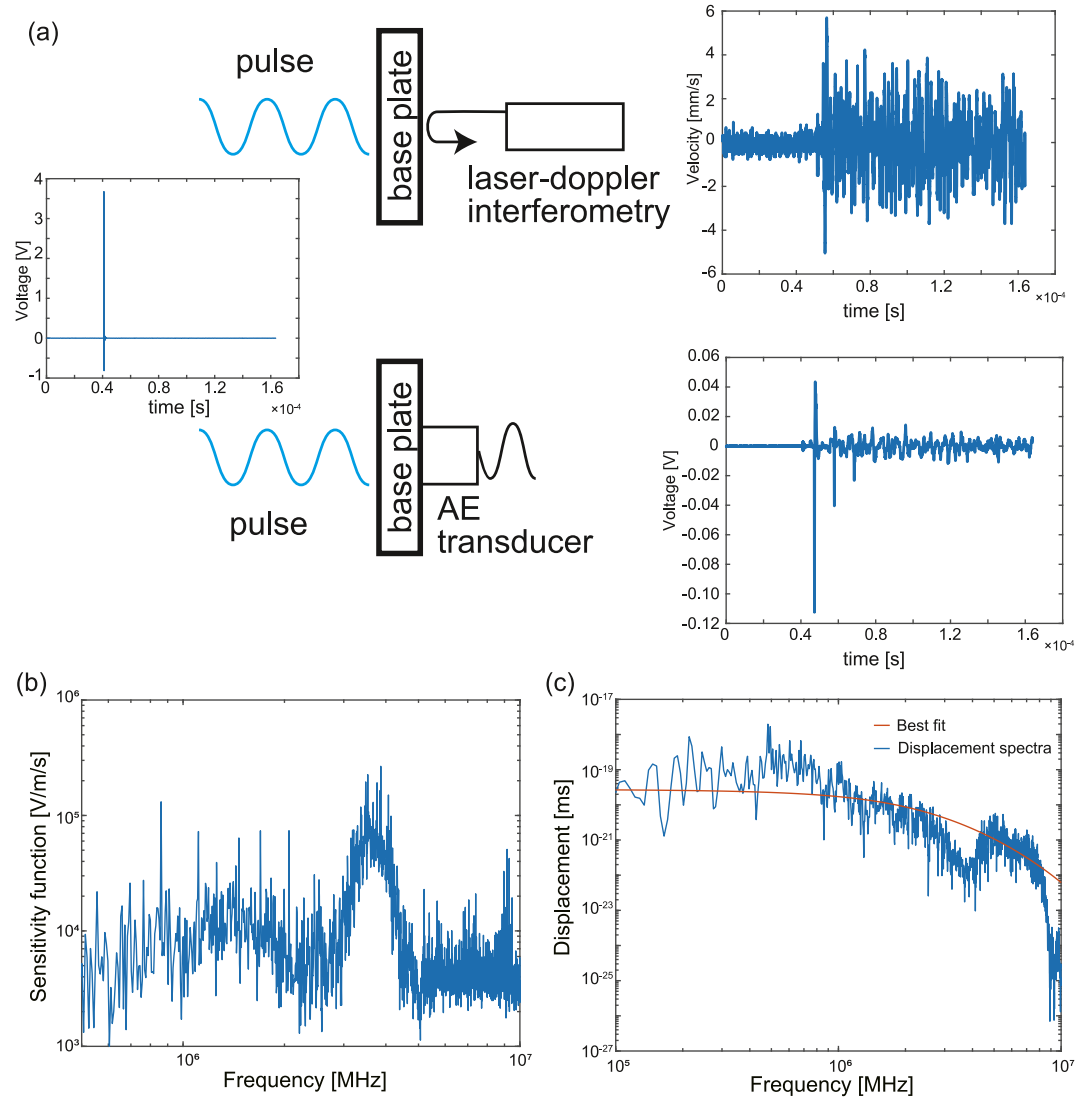 (a)
pulse
base plate
laser-doppler
interferometry
Velocity [mm/s]
6
4
2
0
-2
-4
-6
0
0.4
0.8
1.2
1.6
×10⁻⁴
time [s]
Voltage [V]
4
3
2
1
0
-1
0
0.4
0.8
1.2
1.6
×10⁻⁴
time [s]
pulse
base plate
AE
transducer
Voltage [V]
0.06
0.04
0.02
0
-0.02
-0.04
-0.06
-0.08
-0.10
-0.12
0
0.4
0.8
1.2
1.6
×10⁻⁴
time [s]
(b)
Sensitivity function [V/m/s]
10⁶
10⁵
10⁴
10³
10⁶
10⁷
Frequency [MHz]
(c)
Displacement [ms]
10⁻¹⁷
10⁻¹⁹
10⁻²¹
10⁻²³
10⁻²⁵
10⁻²⁷
Best fit
Displacement spectra
10⁵
10⁶
10⁷
Frequency [MHz]